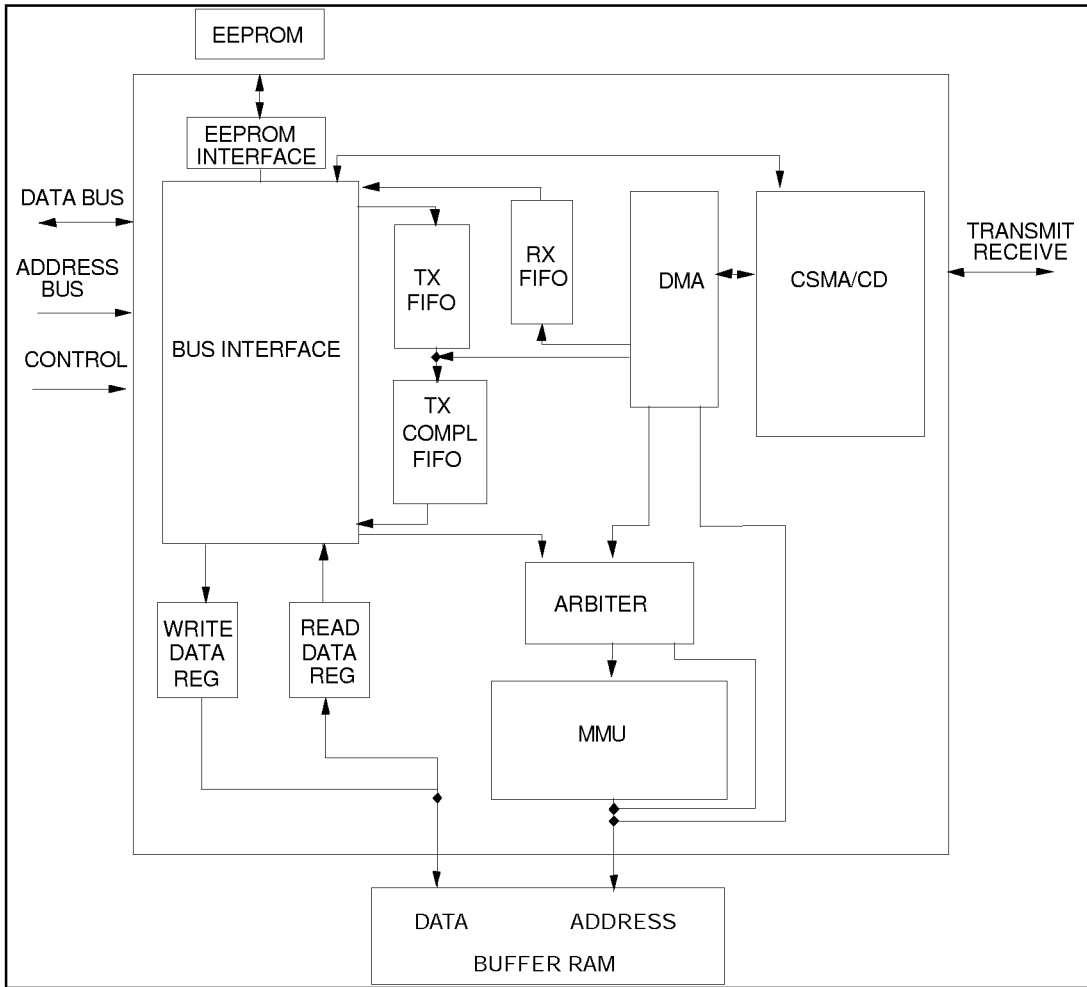 EEPROM
EEPROM
INTERFACE
DATA BUS
ADDRESS
BUS
CONTROL
BUS INTERFACE
TX
FIFO
RX
FIFO
DMA
CSMA/CD
TRANSMIT
RECEIVE
TX
COMPL
FIFO
ARBITER
WRITE
DATA
REG
READ
DATA
REG
MMU
DATA
ADDRESS
BUFFER RAM